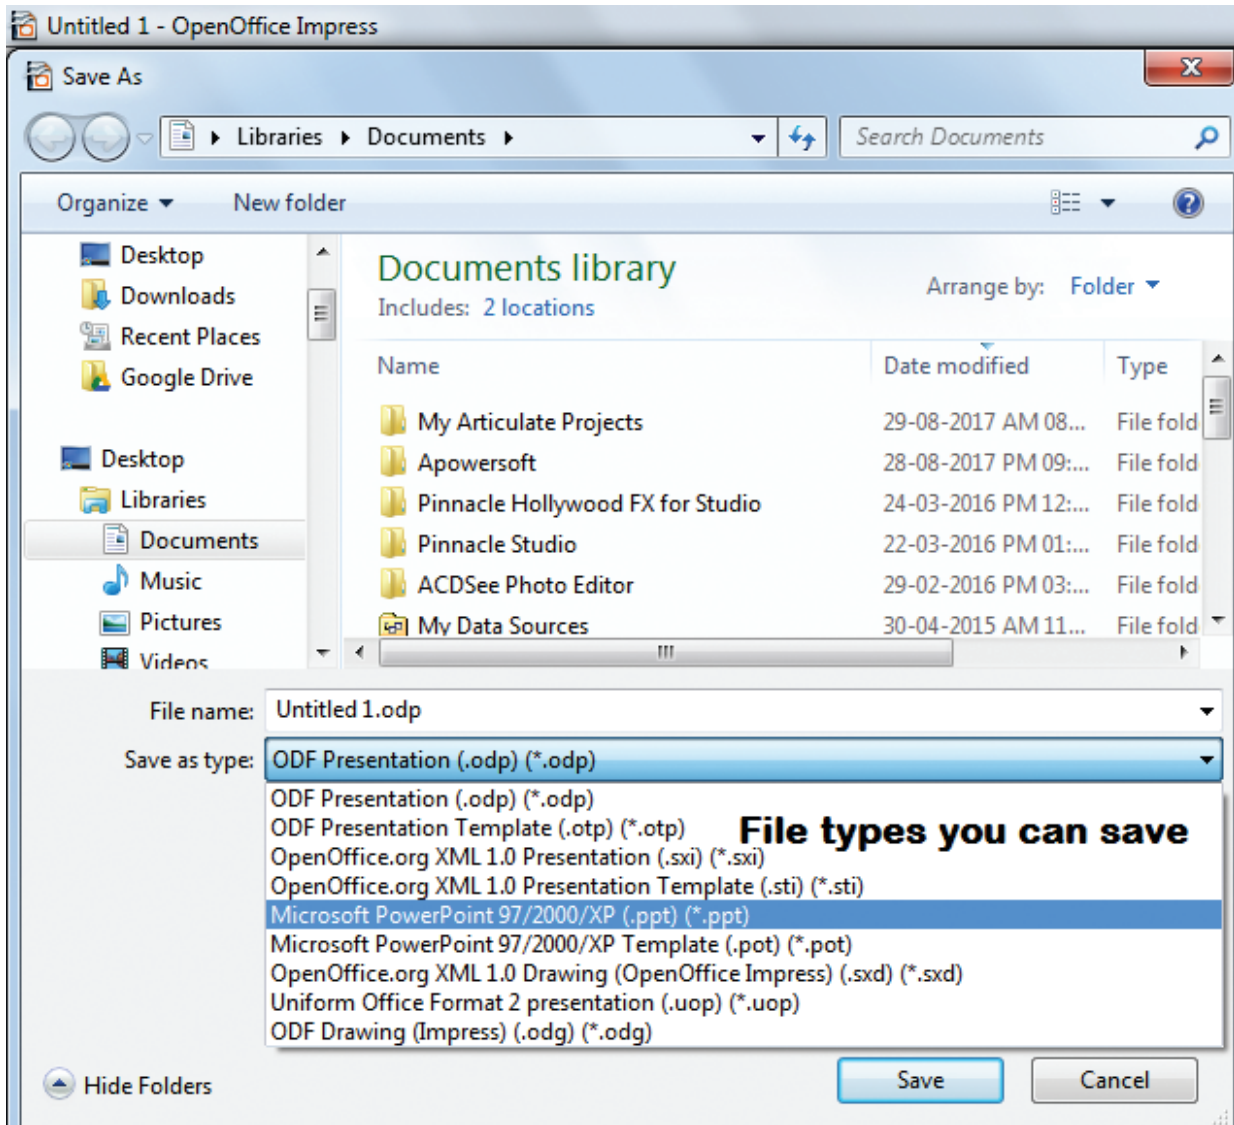 Untitled 1 - OpenOffice Impress
Save As
Libraries Documents
Search Documents
Organize New folder
Desktop
Downloads
Recent Places
Google Drive
Desktop
Libraries
Documents
Music
Pictures
Videos
Documents library
Includes: 2 locations
Arrange by: Folder
Name Date modified Type
My Articulate Projects 29-08-2017 AM 08... File fold
Apowersoft 28-08-2017 PM 09:... File fold
Pinnacle Hollywood FX for Studio 24-03-2016 PM 12:... File fold
Pinnacle Studio 22-03-2016 PM 01:... File fold
ACDSee Photo Editor 29-02-2016 PM 03:... File fold
My Data Sources 30-04-2015 AM 11... File fold
File name: Untitled 1.odp
Save as type: ODF Presentation (.odp) (*.odp)
ODF Presentation (.odp) (*.odp)
ODF Presentation Template (.otp) (*.otp)
File types you can save
OpenOffice.org XML 1.0 Presentation (.sxi) (*.sxi)
OpenOffice.org XML 1.0 Presentation Template (.sti) (*.sti)
Microsoft PowerPoint 97/2000/XP (.ppt) (*.ppt)
Microsoft PowerPoint 97/2000/XP Template (.pot) (*.pot)
OpenOffice.org XML 1.0 Drawing (OpenOffice Impress) (.sxd) (*.sxd)
Uniform Office Format 2 presentation (.uop) (*.uop)
ODF Drawing (Impress) (.odg) (*.odg)
Hide Folders
Save
Cancel